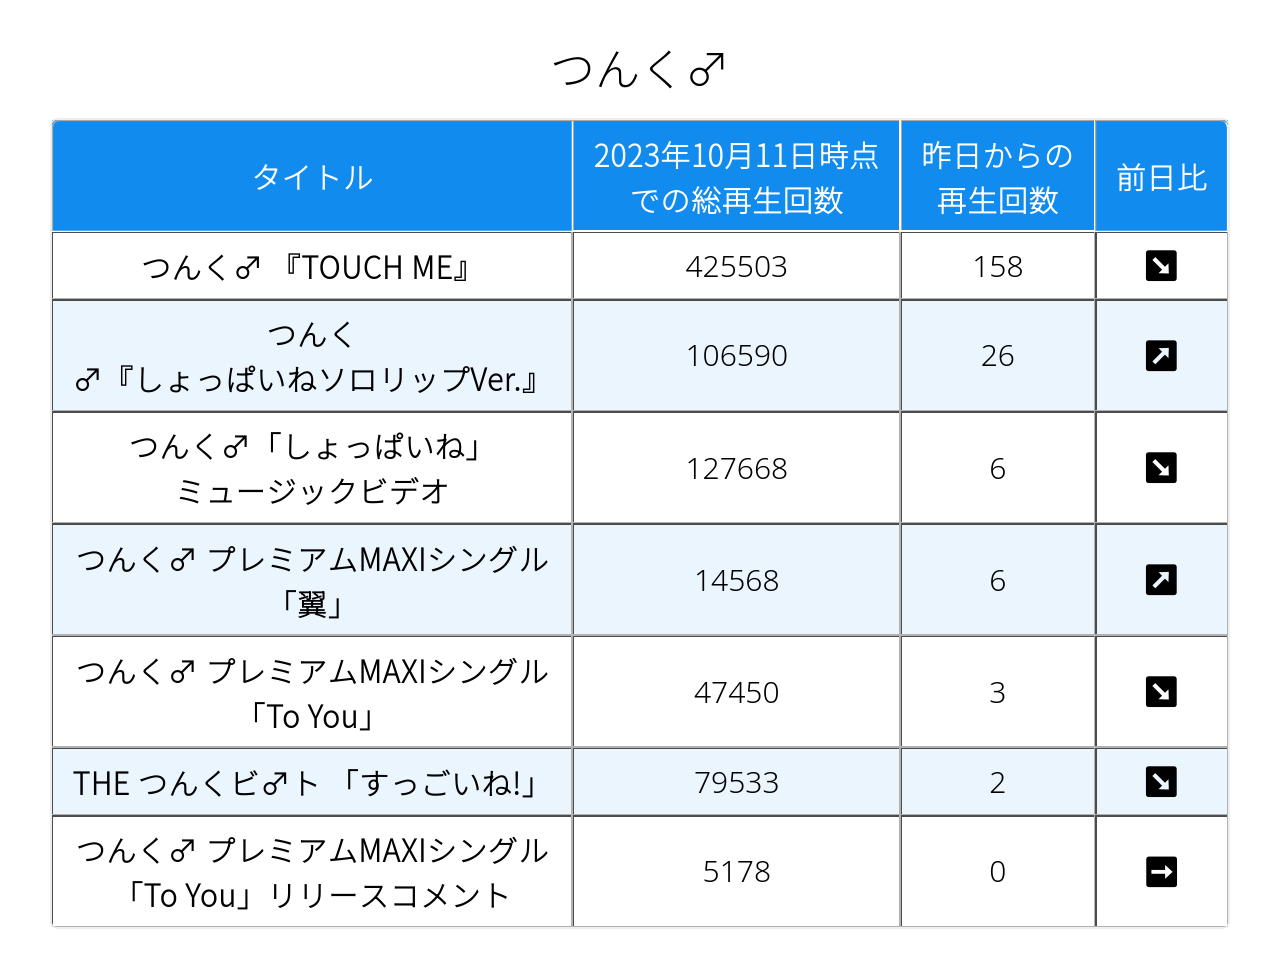 つんく♂
タイトル
2023年10月11日時点
での総再生回数
昨日からの
再生回数
前日比
つんく♂ 『TOUCH ME』
425503
158
↘
つんく
♂『しょっぱいねソロリップVer.』
106590
26
↗
つんく♂「しょっぱいね」
ミュージックビデオ
127668
6
↘
つんく♂ プレミアムMAXIシングル
「翼」
14568
6
↗
つんく♂ プレミアムMAXIシングル
「To You」
47450
3
↘
THE つんくビ♂ト 「すっごいね!」
79533
2
↘
つんく♂ プレミアムMAXIシングル
「To You」リリースコメント
5178
0
→